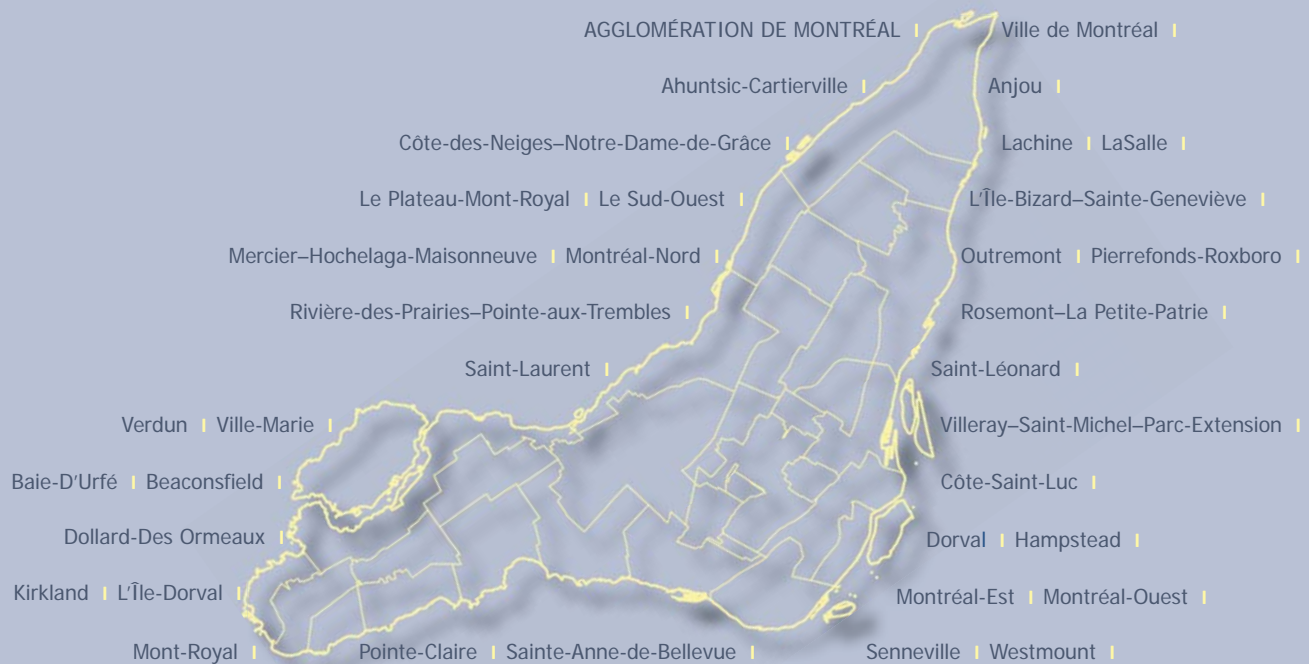 AGGLOMÉRATION DE MONTRÉAL | Ville de Montréal |
Ahuntsic-Cartierville | Anjou |
Côte-des-Neiges–Notre-Dame-de-Grâce | Lachine | LaSalle |
Le Plateau-Mont-Royal | Le Sud-Ouest | L'Île-Bizard–Sainte-Geneviève |
Mercier–Hochelaga-Maisonneuve | Montréal-Nord | Outremont | Pierrefonds-Roxboro |
Rivière-des-Prairies–Pointe-aux-Trembles | Rosemont–La Petite-Patrie |
Saint-Laurent | Saint-Léonard |
Verdun | Ville-Marie | Villeray–Saint-Michel–Parc-Extension |
Baie-D'Urfé | Beaconsfield | Côte-Saint-Luc |
Dollard-Des Ormeaux | Dorval | Hampstead |
Kirkland | L'Île-Dorval | Montréal-Est | Montréal-Ouest |
Mont-Royal | Pointe-Claire | Sainte-Anne-de-Bellevue | Senneville | Westmount |